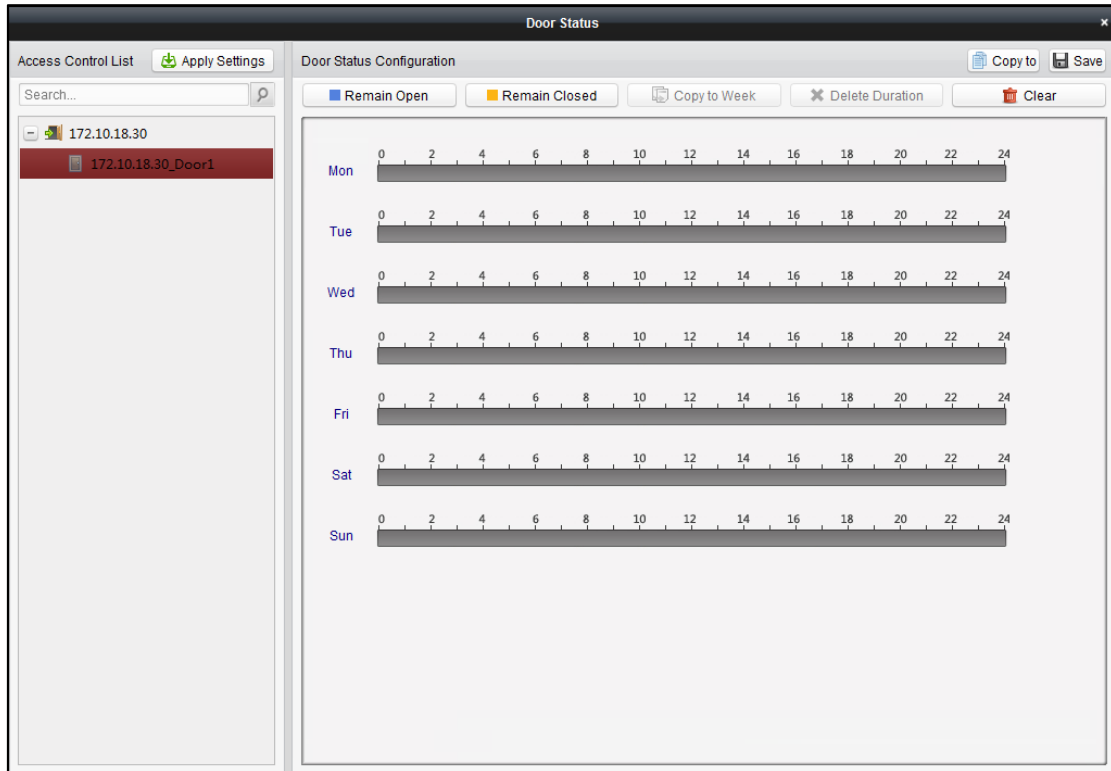 Door Status ×
Access Control List Apply Settings
Door Status Configuration Copy to Save
Search...
Remain Open Remain Closed Copy to Week Delete Duration Clear
172.10.18.30
172.10.18.30_Door1
0 2 4 6 8 10 12 14 16 18 20 22 24
Mon
0 2 4 6 8 10 12 14 16 18 20 22 24
Tue
0 2 4 6 8 10 12 14 16 18 20 22 24
Wed
0 2 4 6 8 10 12 14 16 18 20 22 24
Thu
0 2 4 6 8 10 12 14 16 18 20 22 24
Fri
0 2 4 6 8 10 12 14 16 18 20 22 24
Sat
0 2 4 6 8 10 12 14 16 18 20 22 24
Sun